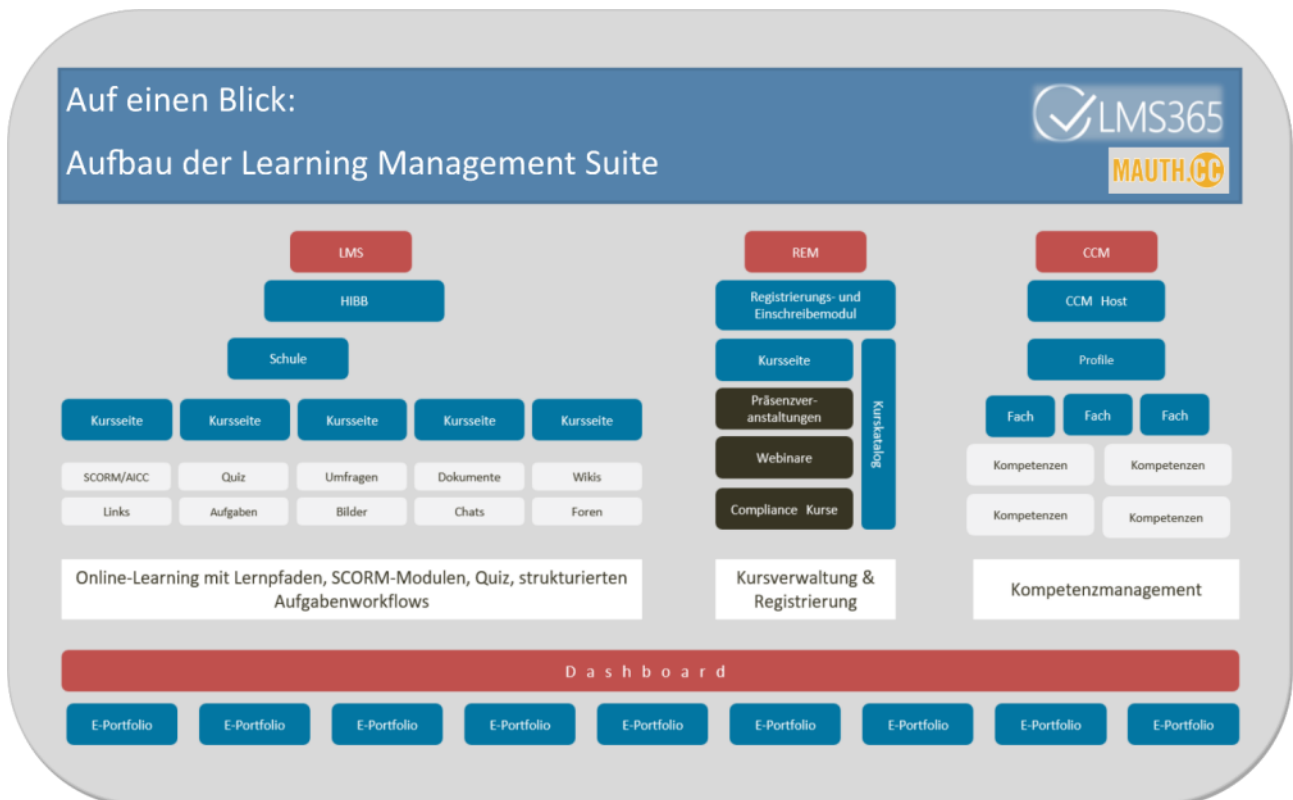 Auf einen Blick:
Aufbau der Learning Management Suite
LMS365
MAUTH.CC
LMS
HIBB
Schule
Kursseite
Kursseite
Kursseite
Kursseite
Kursseite
SCORM/AICC
Quiz
Umfragen
Dokumente
Wikis
Links
Aufgaben
Bilder
Chats
Foren
Online-Learning mit Lernpfaden, SCORM-Modulen, Quiz, strukturierten
Aufgabenworkflows
REM
Registrierungs- und
Einschreibemodul
Kursseite
Präsenzver-
anstaltungen
Webinare
Compliance Kurse
Kurskatalog
Kursverwaltung &
Registrierung
CCM
CCM Host
Profile
Fach
Fach
Fach
Kompetenzen
Kompetenzen
Kompetenzen
Kompetenzen
Kompetenzmanagement
Dashboard
E-Portfolio
E-Portfolio
E-Portfolio
E-Portfolio
E-Portfolio
E-Portfolio
E-Portfolio
E-Portfolio
E-Portfolio